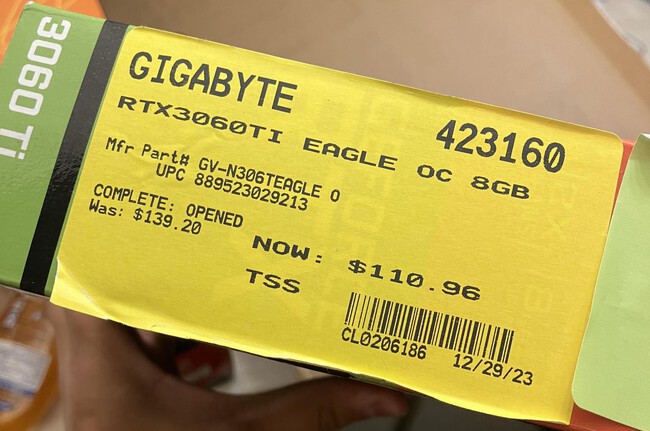 3060 Ti
GIGABYTE
423160
RTX3060TI EAGLE OC 8GB
Mfr Part# GV-N306TEAGLE O
UPC 889523029213
COMPLETE: OPENED
Was: $139.20
NOW: $110.96
TSS
CL0206186 12/29/23